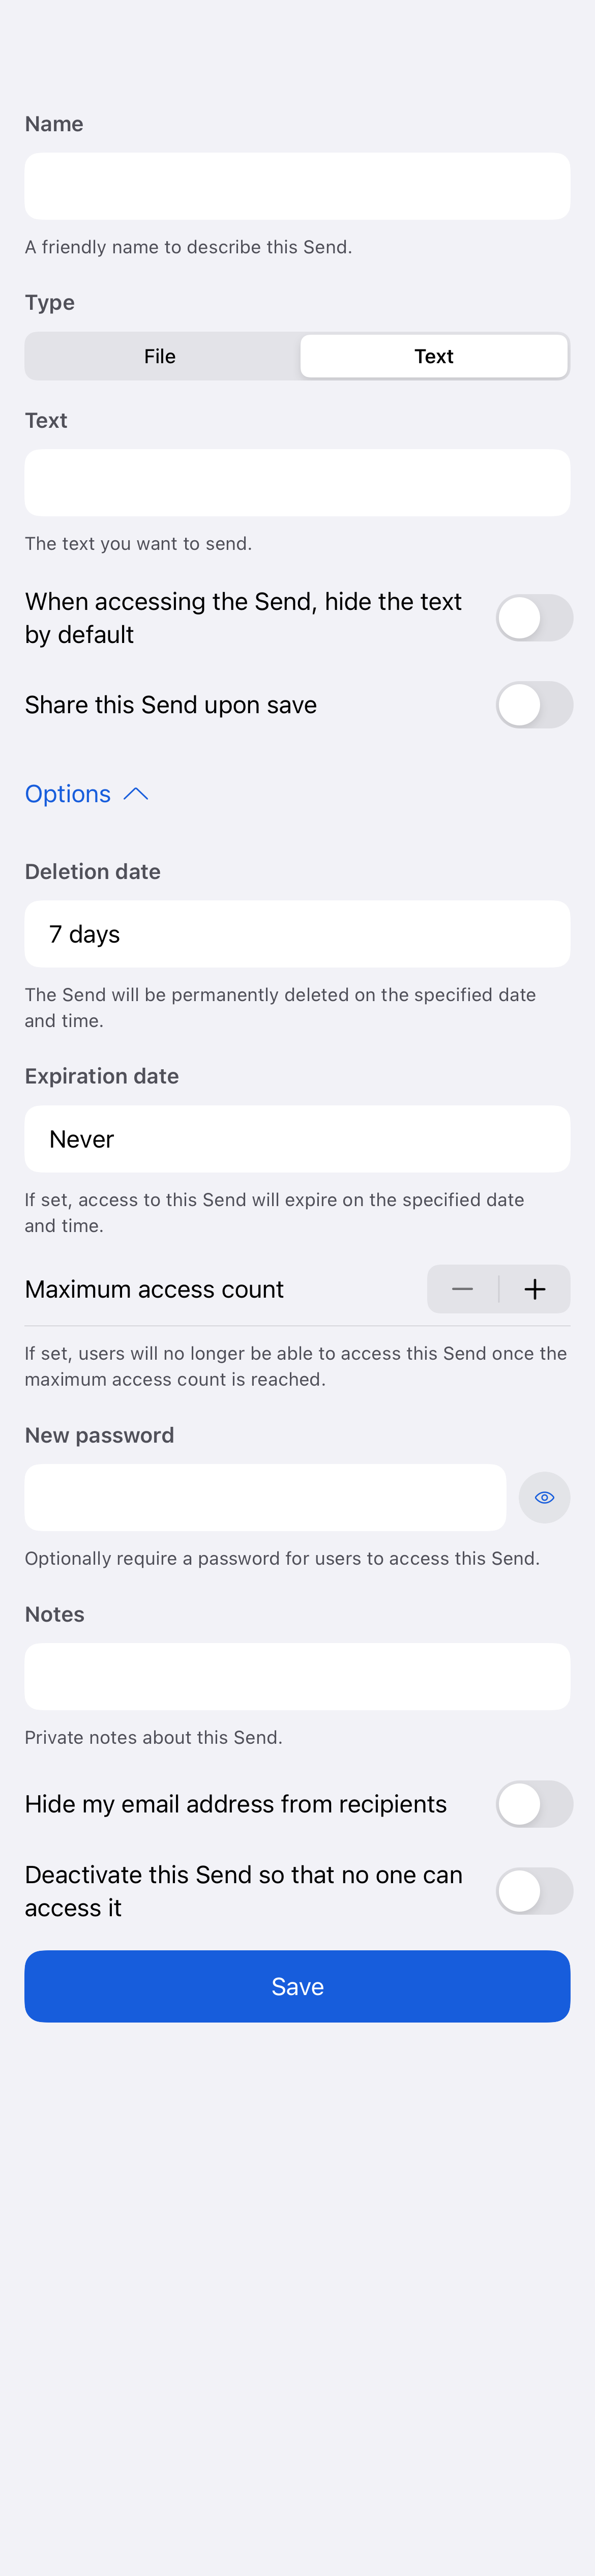 Name
A friendly name to describe this Send.
Type
File Text
Text
The text you want to send.
When accessing the Send, hide the text
by default
Share this Send upon save
Options
Deletion date
7 days
The Send will be permanently deleted on the specified date
and time.
Expiration date
Never
If set, access to this Send will expire on the specified date
and time.
Maximum access count
If set, users will no longer be able to access this Send once the
maximum access count is reached.
New password
Optionally require a password for users to access this Send.
Notes
Private notes about this Send.
Hide my email address from recipients
Deactivate this Send so that no one can
access it
Save